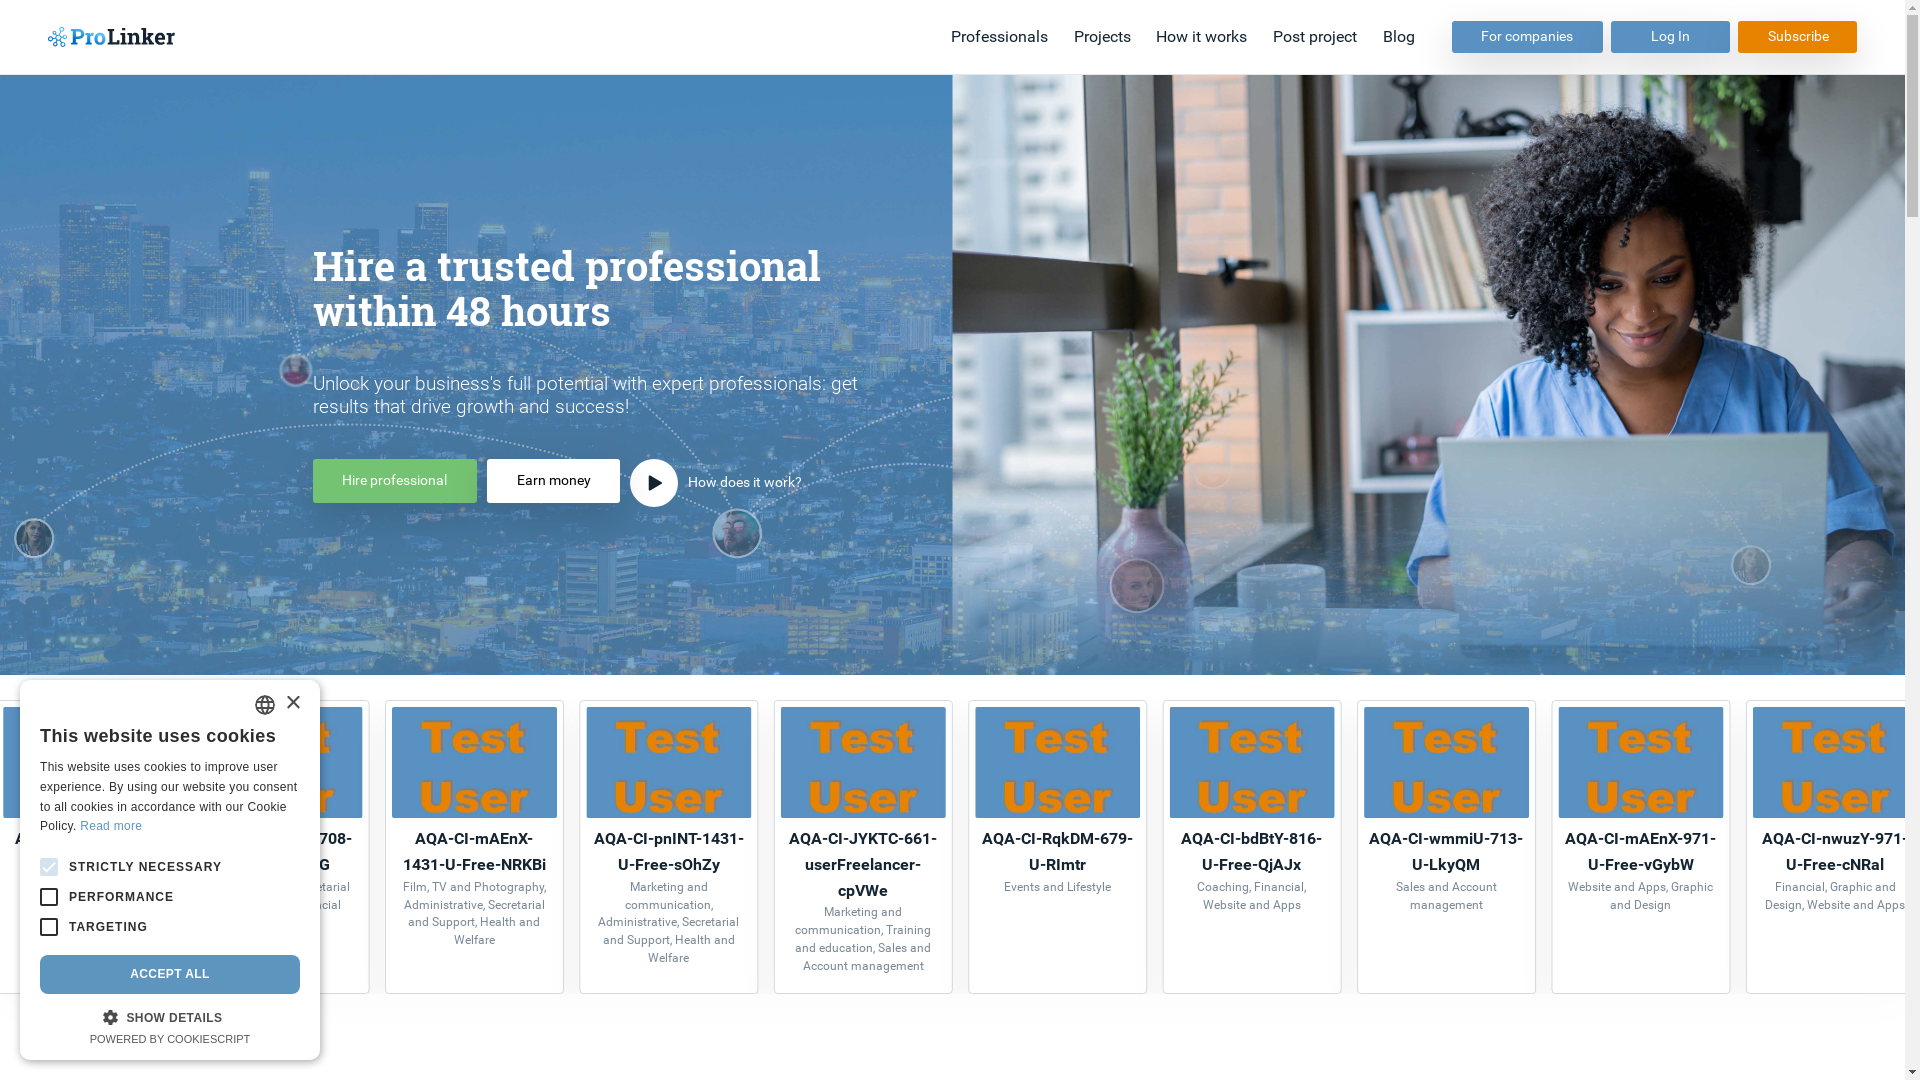 ProLinker
Professionals
Projects
How it works
Post project
Blog
For companies
Log In
Subscribe
Hire a trusted professional
within 48 hours
Unlock your business's full potential with expert professionals: get
results that drive growth and success!
Hire professional
Earn money
How does it work?
This website uses cookies
This website uses cookies to improve user
experience. By using our website you consent
to all cookies in accordance with our Cookie
Policy. Read more
STRICTLY NECESSARY
PERFORMANCE
TARGETING
ACCEPT ALL
SHOW DETAILS
POWERED BY COOKIESCRIPT
Test
User
AQA-CI-mAEnX-
1431-U-Free-NRKBi
Film, TV and Photography,
Administrative, Secretarial
and Support, Health and
Welfare
Test
User
AQA-CI-pnINT-1431-
U-Free-sOhZy
Marketing and
communication,
Administrative, Secretarial
and Support, Health and
Welfare
Test
User
AQA-CI-JYKTC-661-
userFreelancer-
cpVWe
Marketing and
communication, Training
and education, Sales and
Account management
Test
User
AQA-CI-RqkDM-679-
U-RImtr
Events and Lifestyle
Test
User
AQA-CI-bdBtY-816-
U-Free-QjAJx
Coaching, Financial,
Website and Apps
Test
User
AQA-CI-wmmiU-713-
U-LkyQM
Sales and Account
management
Test
User
AQA-CI-mAEnX-971-
U-Free-vGybW
Website and Apps, Graphic
and Design
Test
User
AQA-CI-nwuzY-971-
U-Free-cNRal
Financial, Graphic and
Design, Website and Apps